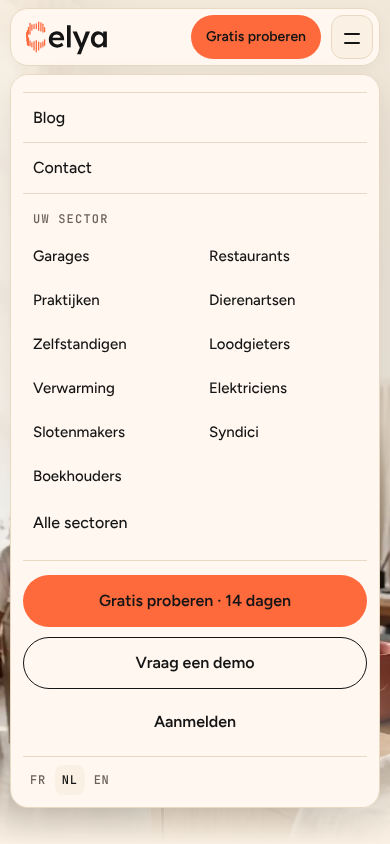 Celya
Gratis proberen
Blog
Contact
UW SECTOR
Garages
Restaurants
Praktijken
Dierenartsen
Zelfstandigen
Loodgieters
Verwarming
Elektriciens
Slotenmakers
Syndici
Boekhouders
Alle sectoren
Gratis proberen · 14 dagen
Vraag een demo
Aanmelden
FR NL EN